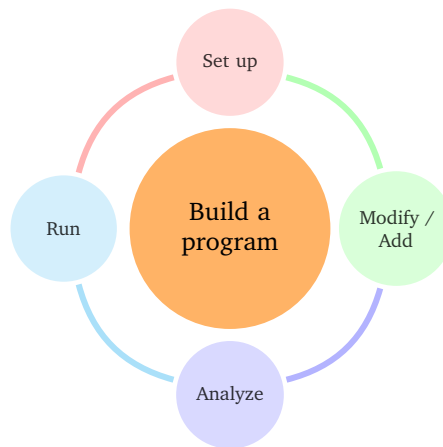 Set up
Run
Build a
program
Modify /
Add
Analyze